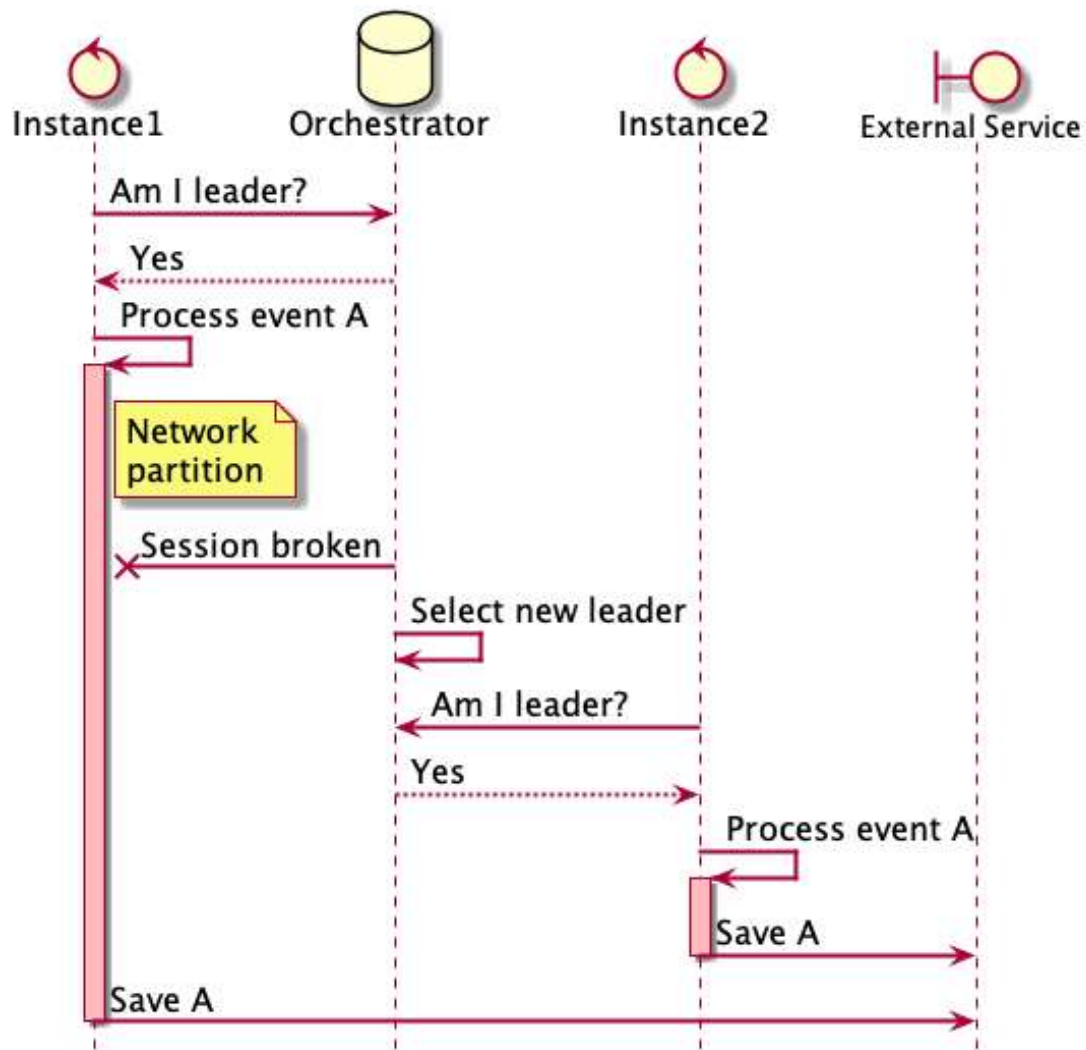 Instance1
Orchestrator
Instance2
External Service
Am I leader?
Yes
Process event A
Network
partition
Session broken
Select new leader
Am I leader?
Yes
Process event A
Save A
Save A